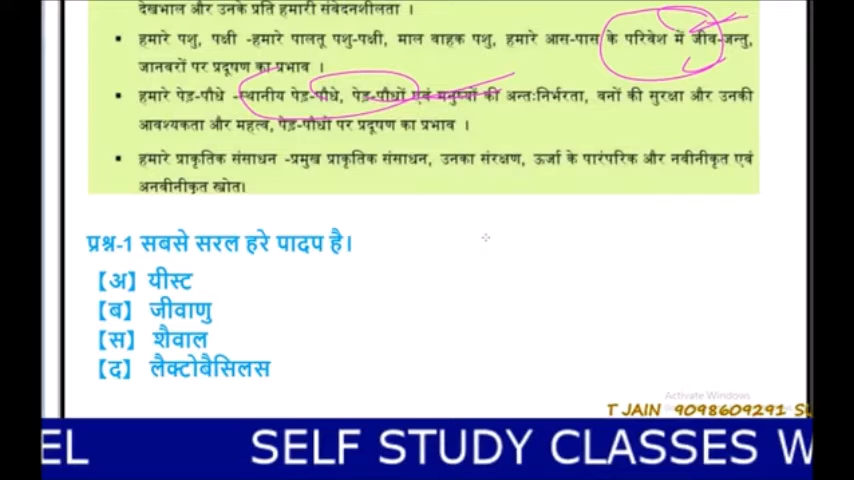 देखभाल और उनके प्रति हमारी संवेदनशीलता ।
▪ हमारे पशु, पक्षी -हमारे पालतू पशु-पक्षी, माल वाहक पशु, हमारे आस-पास के परिवेश में जीव-जन्तु,
जानवरों पर प्रदूषण का प्रभाव ।
▪ हमारे पेड़-पौधे -स्थानीय पेड़-पौधे, पेड़-पौधों एवं मनुष्यों की अन्तःनिर्भरता, वनों की सुरक्षा और उनकी
आवश्यकता और महत्व, पेड़-पौधों पर प्रदूषण का प्रभाव ।
▪ हमारे प्राकृतिक संसाधन -प्रमुख प्राकृतिक संसाधन, उनका संरक्षण, ऊर्जा के पारंपरिक और नवीनीकृत एवं
अनवीनीकृत स्रोत।
प्रश्न-1 सबसे सरल हरे पादप है।
【अ】 यीस्ट
【ब】 जीवाणु
【स】 शैवाल
【द】 लैक्टोबैसिलस
Activate Windows
T JAIN 9098609291 SU
EL SELF STUDY CLASSES W